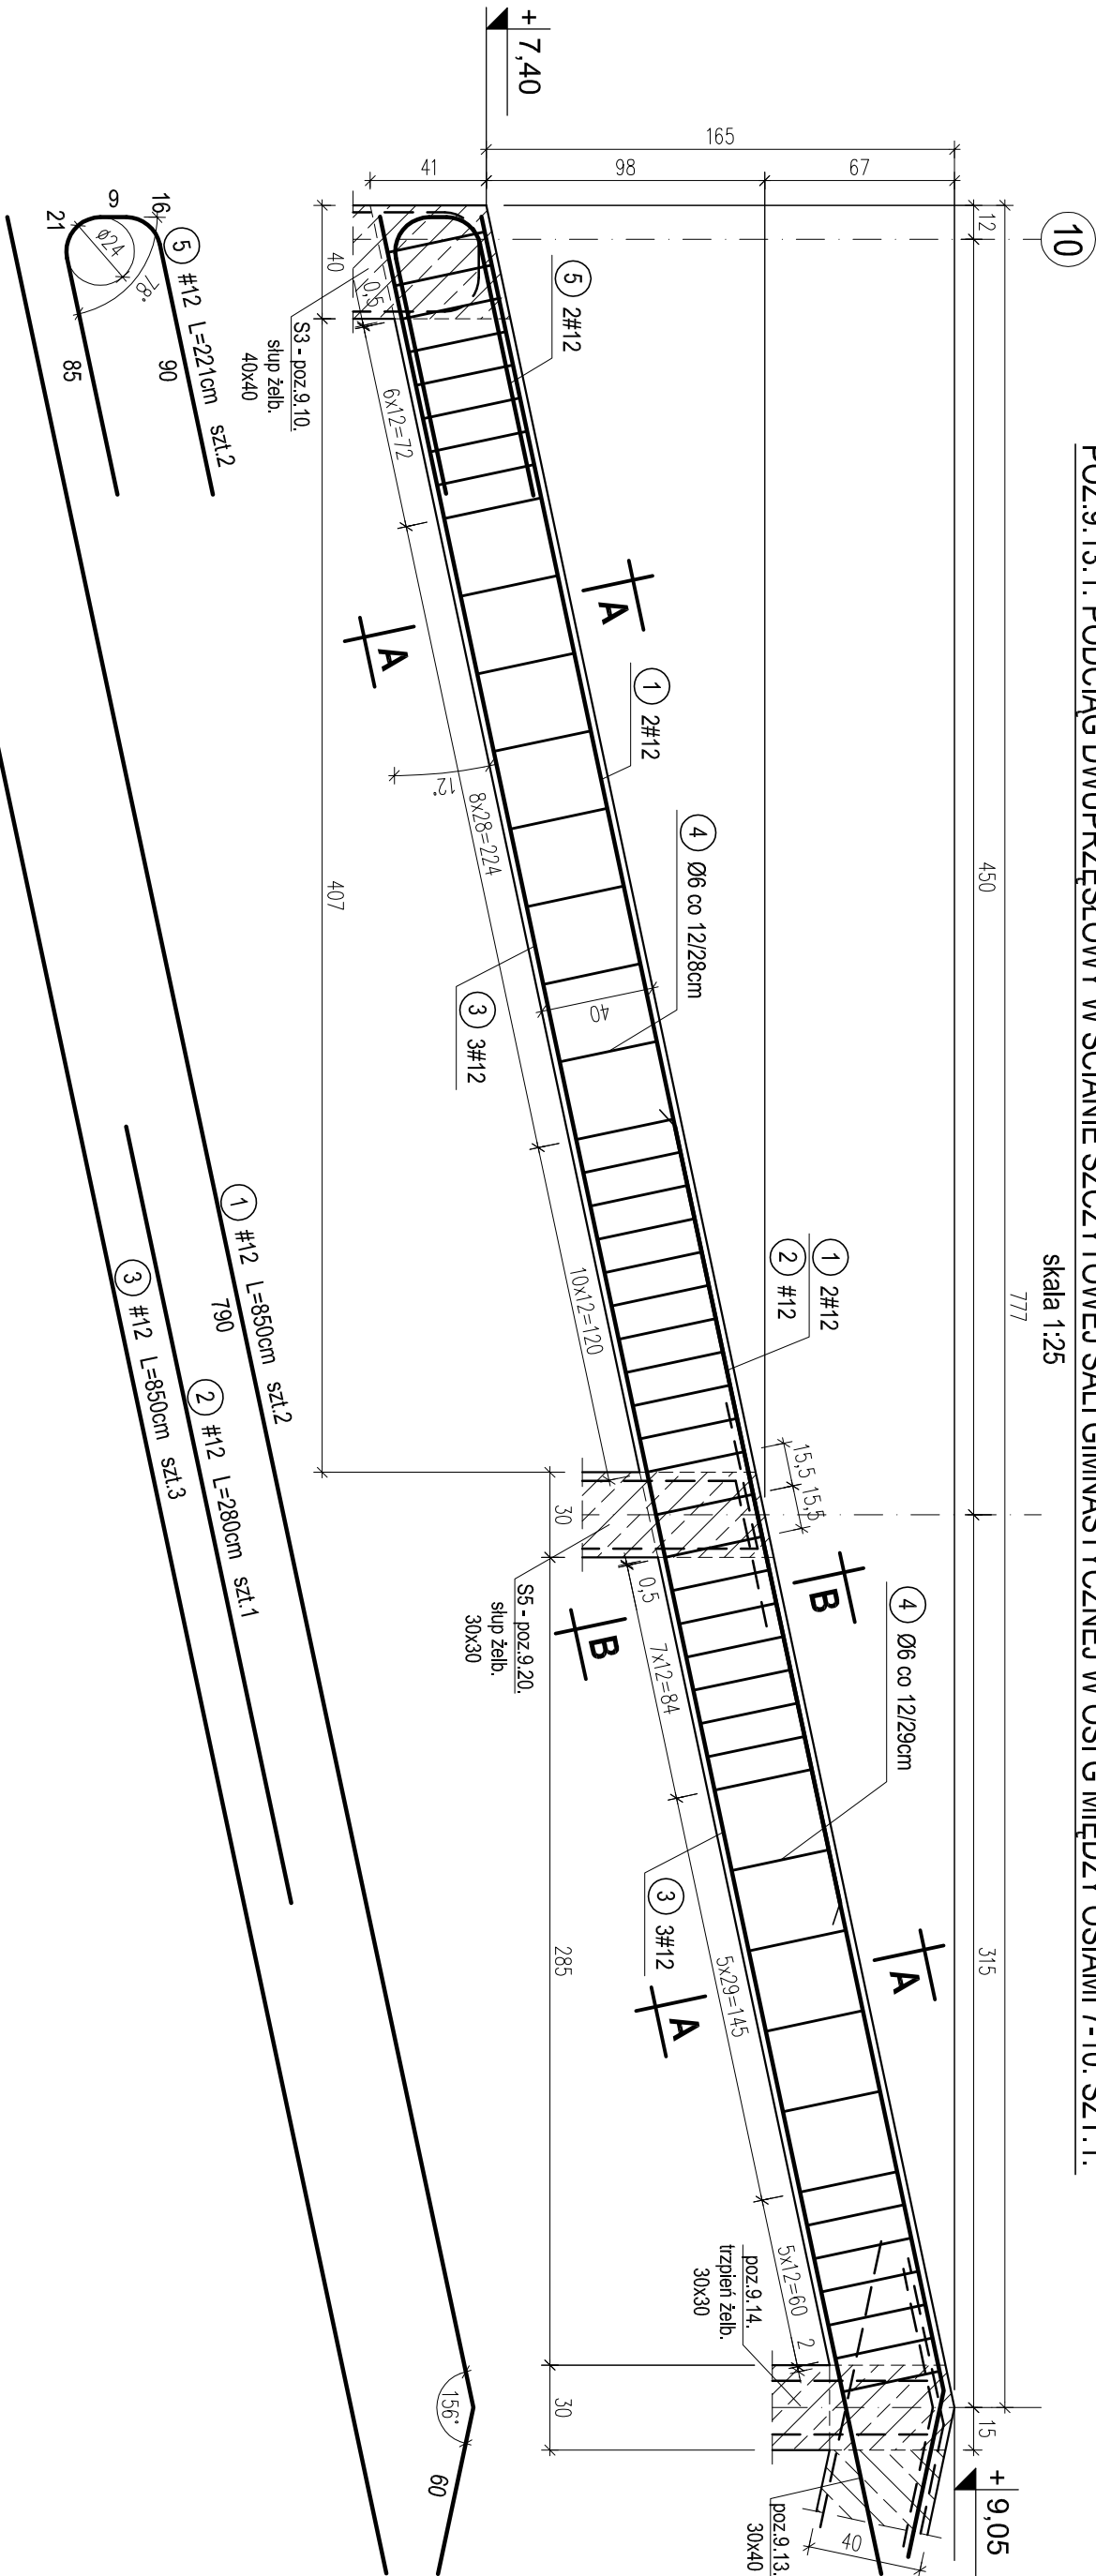 POZ.9.13.1. PODCIĄG DWUPRZĘSŁOWY W ŚCIANIE SZCZYTOWEJ SALI GIMNASTYCZNEJ W OSI G MIĘDZY OSIAMI 7-10. SZT.1.
skala 1:25
10
777
12
450
315
15
+ 7,40
+ 9,05
165
41
98
67
5 2#12
1 2#12
4 Ø6 co 12/28cm
1 2#12
2 #12
4 Ø6 co 12/29cm
A
A
B
B
A
A
15,5
15,5
40
12°
3 3#12
3 3#12
0,5
6x12=72
8x28=224
10x12=120
0,5
7x12=84
5x29=145
5x12=60
2
40
407
30
285
30
40
S3 - poz.9.10.
słup żelb.
40x40
S5 - poz.9.20.
słup żelb.
30x30
poz.9.14.
trzpień żelb.
30x30
poz.9.13.
30x40
5 #12 L=221cm szt.2
16
9
21
Ø24
78°
90
85
1 #12 L=850cm szt.2
790
156°
60
2 #12 L=280cm szt.1
3 #12 L=850cm szt.3